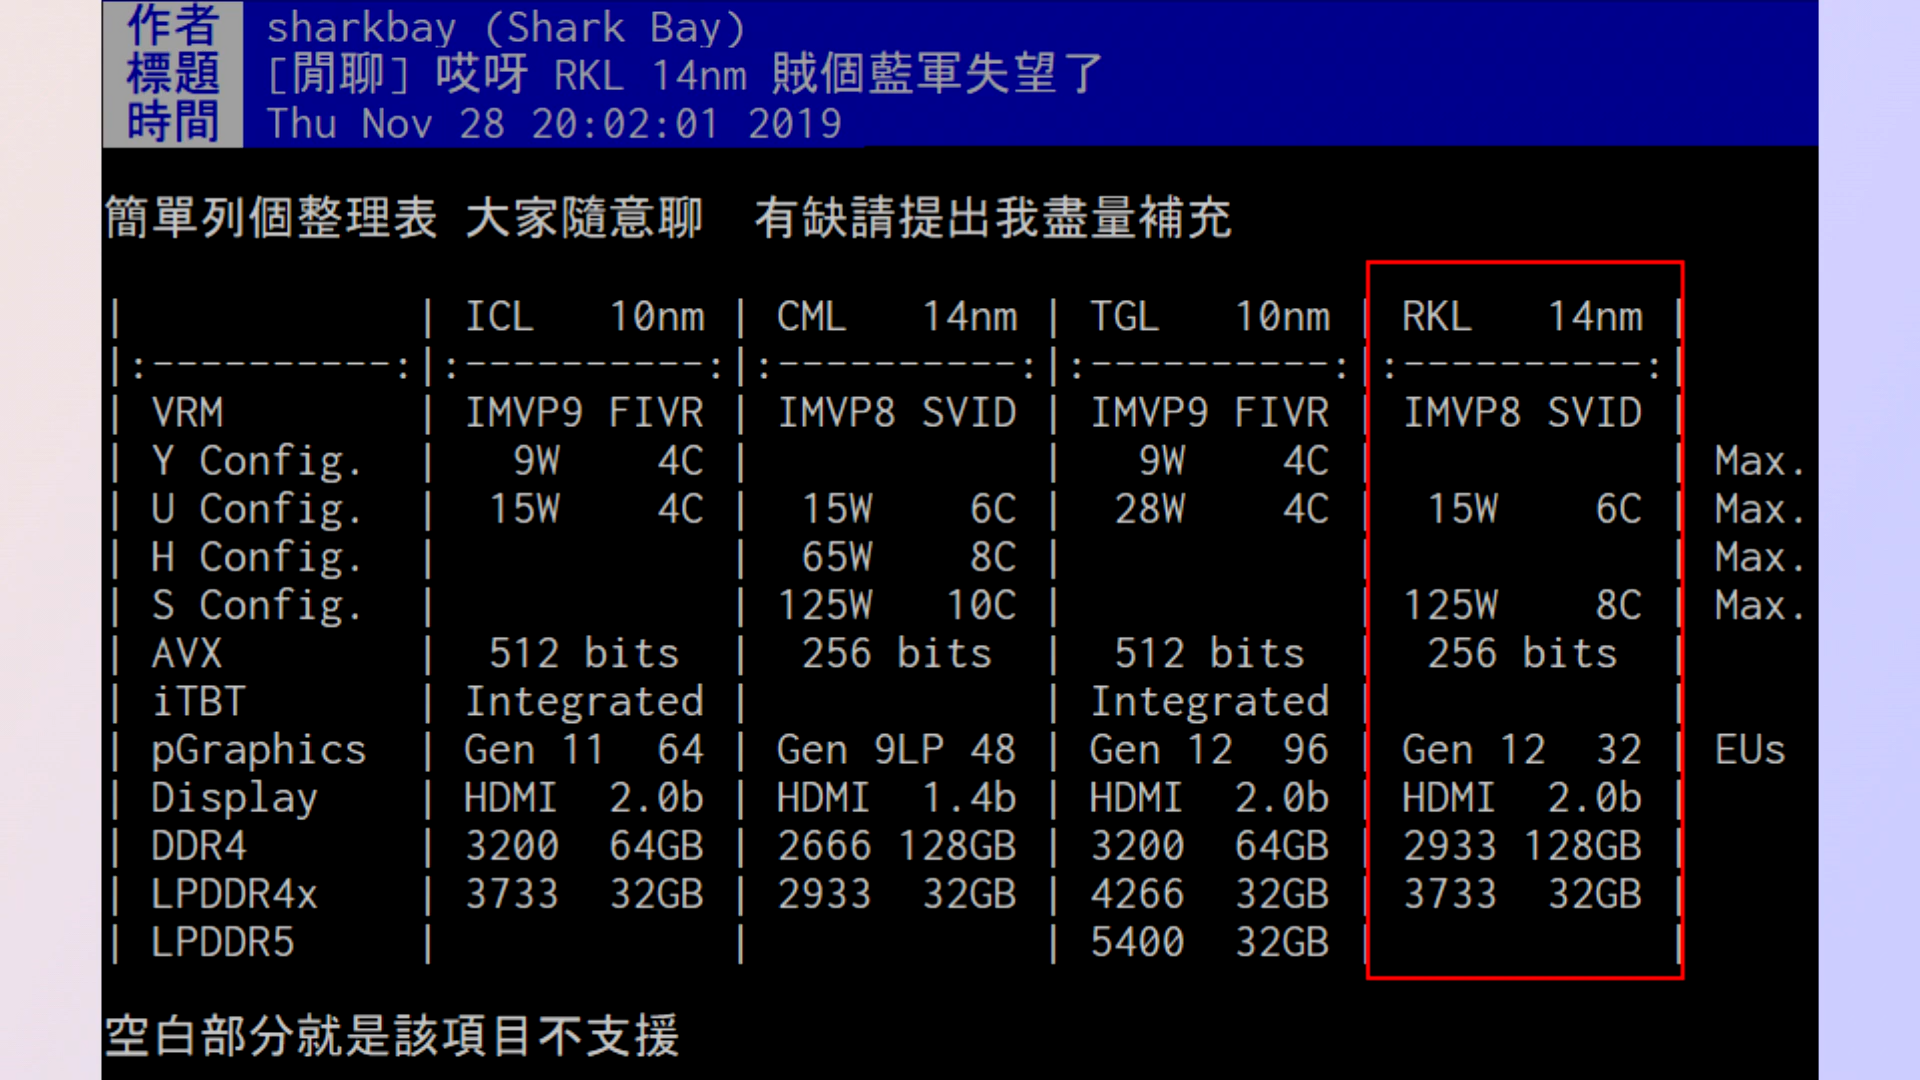 作者 sharkbay (Shark Bay)
標題 [閒聊] 哎呀 RKL 14nm 賊個藍軍失望了
時間 Thu Nov 28 20:02:01 2019
簡單列個整理表 大家隨意聊 有缺請提出我盡量補充
| | ICL 10nm | CML 14nm | TGL 10nm | RKL 14nm |
|:----------:|:----------:|:----------:|:----------:|:----------:|
| VRM | IMVP9 FIVR | IMVP8 SVID | IMVP9 FIVR | IMVP8 SVID |
| Y Config. | 9W 4C | | 9W 4C | | Max.
| U Config. | 15W 4C | 15W 6C | 28W 4C | 15W 6C | Max.
| H Config. | | 65W 8C | | | Max.
| S Config. | | 125W 10C | | 125W 8C | Max.
| AVX | 512 bits | 256 bits | 512 bits | 256 bits |
| iTBT | Integrated | | Integrated | |
| pGraphics | Gen 11 64 | Gen 9LP 48 | Gen 12 96 | Gen 12 32 | EUs
| Display | HDMI 2.0b | HDMI 1.4b | HDMI 2.0b | HDMI 2.0b |
| DDR4 | 3200 64GB | 2666 128GB | 3200 64GB | 2933 128GB |
| LPDDR4x | 3733 32GB | 2933 32GB | 4266 32GB | 3733 32GB |
| LPDDR5 | | | 5400 32GB | |
空白部分就是該項目不支援